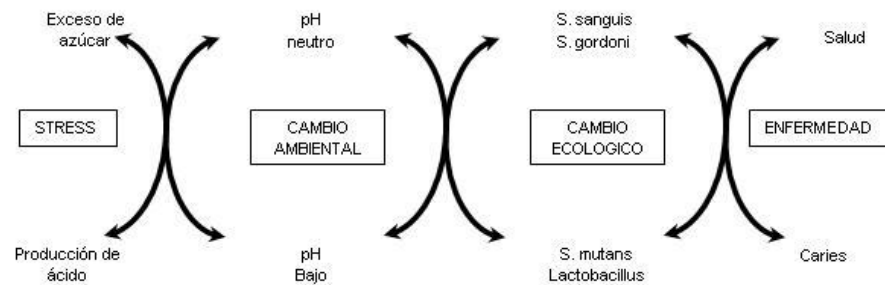 Exceso de
azúcar
pH
neutro
S. sanguis
S. gordoni
Salud
STRESS
CAMBIO
AMBIENTAL
CAMBIO
ECOLOGICO
ENFERMEDAD
Producción de
ácido
pH
Bajo
S. mutans
Lactobacillus
Caries